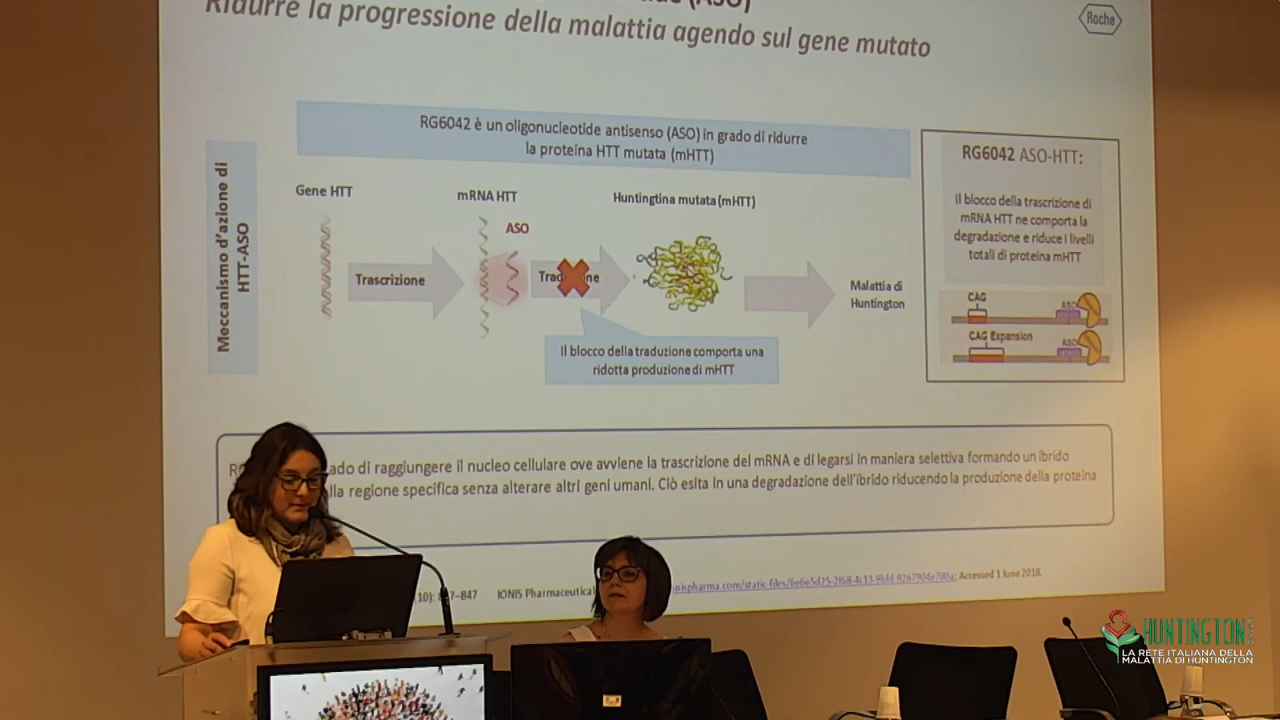 (ASO)
Ridurre la progressione della malattia agendo sul gene mutato
Roche
RG6042 è un oligonucleotide antisenso (ASO) in grado di ridurre
la proteina HTT mutata (mHTT)
Meccanismo d'azione di
HTT-ASO
Gene HTT
mRNA HTT
Huntingtina mutata (mHTT)
ASO
Trascrizione
Malattia di
Huntington
Il blocco della traduzione comporta una
ridotta produzione di mHTT
RG6042 ASO-HTT:
Il blocco della trascrizione di
mRNA HTT ne comporta la
degradazione e riduce i livelli
totali di proteina mHTT
CAG
ASO
CAG Expansion
ASO
ado di raggiungere il nucleo cellulare ove avviene la trascrizione del mRNA e di legarsi in maniera selettiva formando un ibrido
lla regione specifica senza alterare altri geni umani. Ciò esita in una degradazione dell'ibrido riducendo la produzione della proteina
IONIS Pharmaceutical
Accessed 1 June 2018.
HUNTINGTON
LA RETE ITALIANA DELLA
MALATTIA DI HUNTINGTON